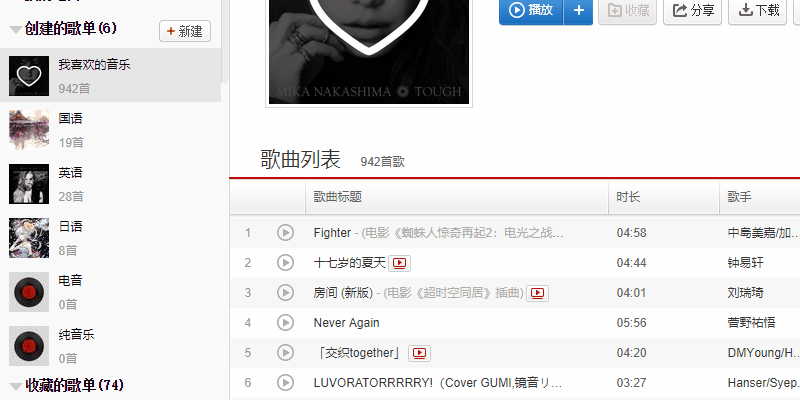 创建的歌单(6)
+ 新建
我喜欢的音乐
942首
国语
19首
英语
28首
日语
8首
电音
0首
纯音乐
0首
收藏的歌单(74)
MIKA NAKASHIMA TOUGH
播放
+
收藏
分享
下载
歌曲列表 942首歌
歌曲标题 时长 歌手
1 Fighter - (电影《蜘蛛人惊奇再起2：电光之战... 04:58 中島美嘉/加...
2 十七岁的夏天 04:44 钟易轩
3 房间 (新版) - (电影《超时空同居》插曲) 04:01 刘瑞琦
4 Never Again 05:56 菅野祐悟
5 「交织together」 04:20 DMYoung/H...
6 LUVORATORRRRRY!（Cover GUMI,镜音リ... 03:27 Hanser/Syep...